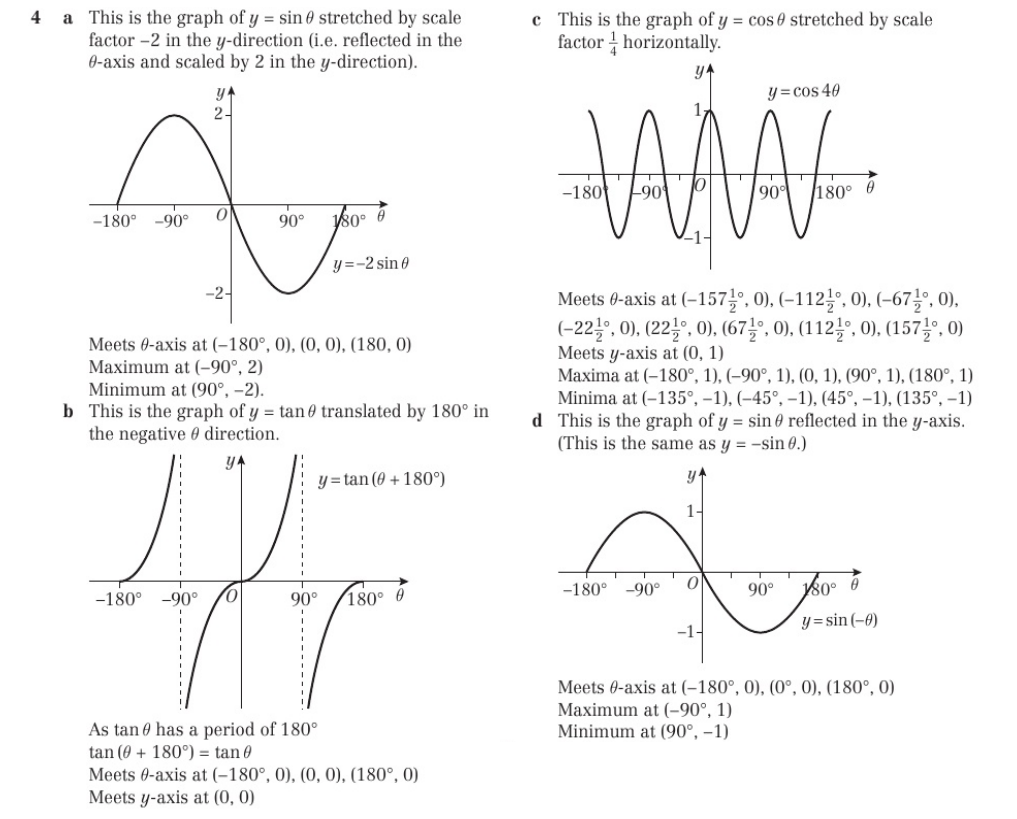 4 a This is the graph of y = sin θ stretched by scale
factor –2 in the y-direction (i.e. reflected in the
θ-axis and scaled by 2 in the y-direction).
y
2
–180° –90° O 90° 180° θ
y = –2 sin θ
–2
Meets θ-axis at (–180°, 0), (0, 0), (180, 0)
Maximum at (–90°, 2)
Minimum at (90°, –2).
b This is the graph of y = tan θ translated by 180° in
the negative θ direction.
y
y = tan (θ + 180°)
–180° –90° O 90° 180° θ
As tan θ has a period of 180°
tan (θ + 180°) = tan θ
Meets θ-axis at (–180°, 0), (0, 0), (180°, 0)
Meets y-axis at (0, 0)
c This is the graph of y = cos θ stretched by scale
factor 1/4 horizontally.
y
y = cos 4θ
1
–180° –90° O 90° 180° θ
–1
Meets θ-axis at (–157½°, 0), (–112½°, 0), (–67½°, 0),
(–22½°, 0), (22½°, 0), (67½°, 0), (112½°, 0), (157½°, 0)
Meets y-axis at (0, 1)
Maxima at (–180°, 1), (–90°, 1), (0, 1), (90°, 1), (180°, 1)
Minima at (–135°, –1), (–45°, –1), (45°, –1), (135°, –1)
d This is the graph of y = sin θ reflected in the y-axis.
(This is the same as y = –sin θ.)
y
1
–180° –90° O 90° 180° θ
y = sin (–θ)
–1
Meets θ-axis at (–180°, 0), (0°, 0), (180°, 0)
Maximum at (–90°, 1)
Minimum at (90°, –1)